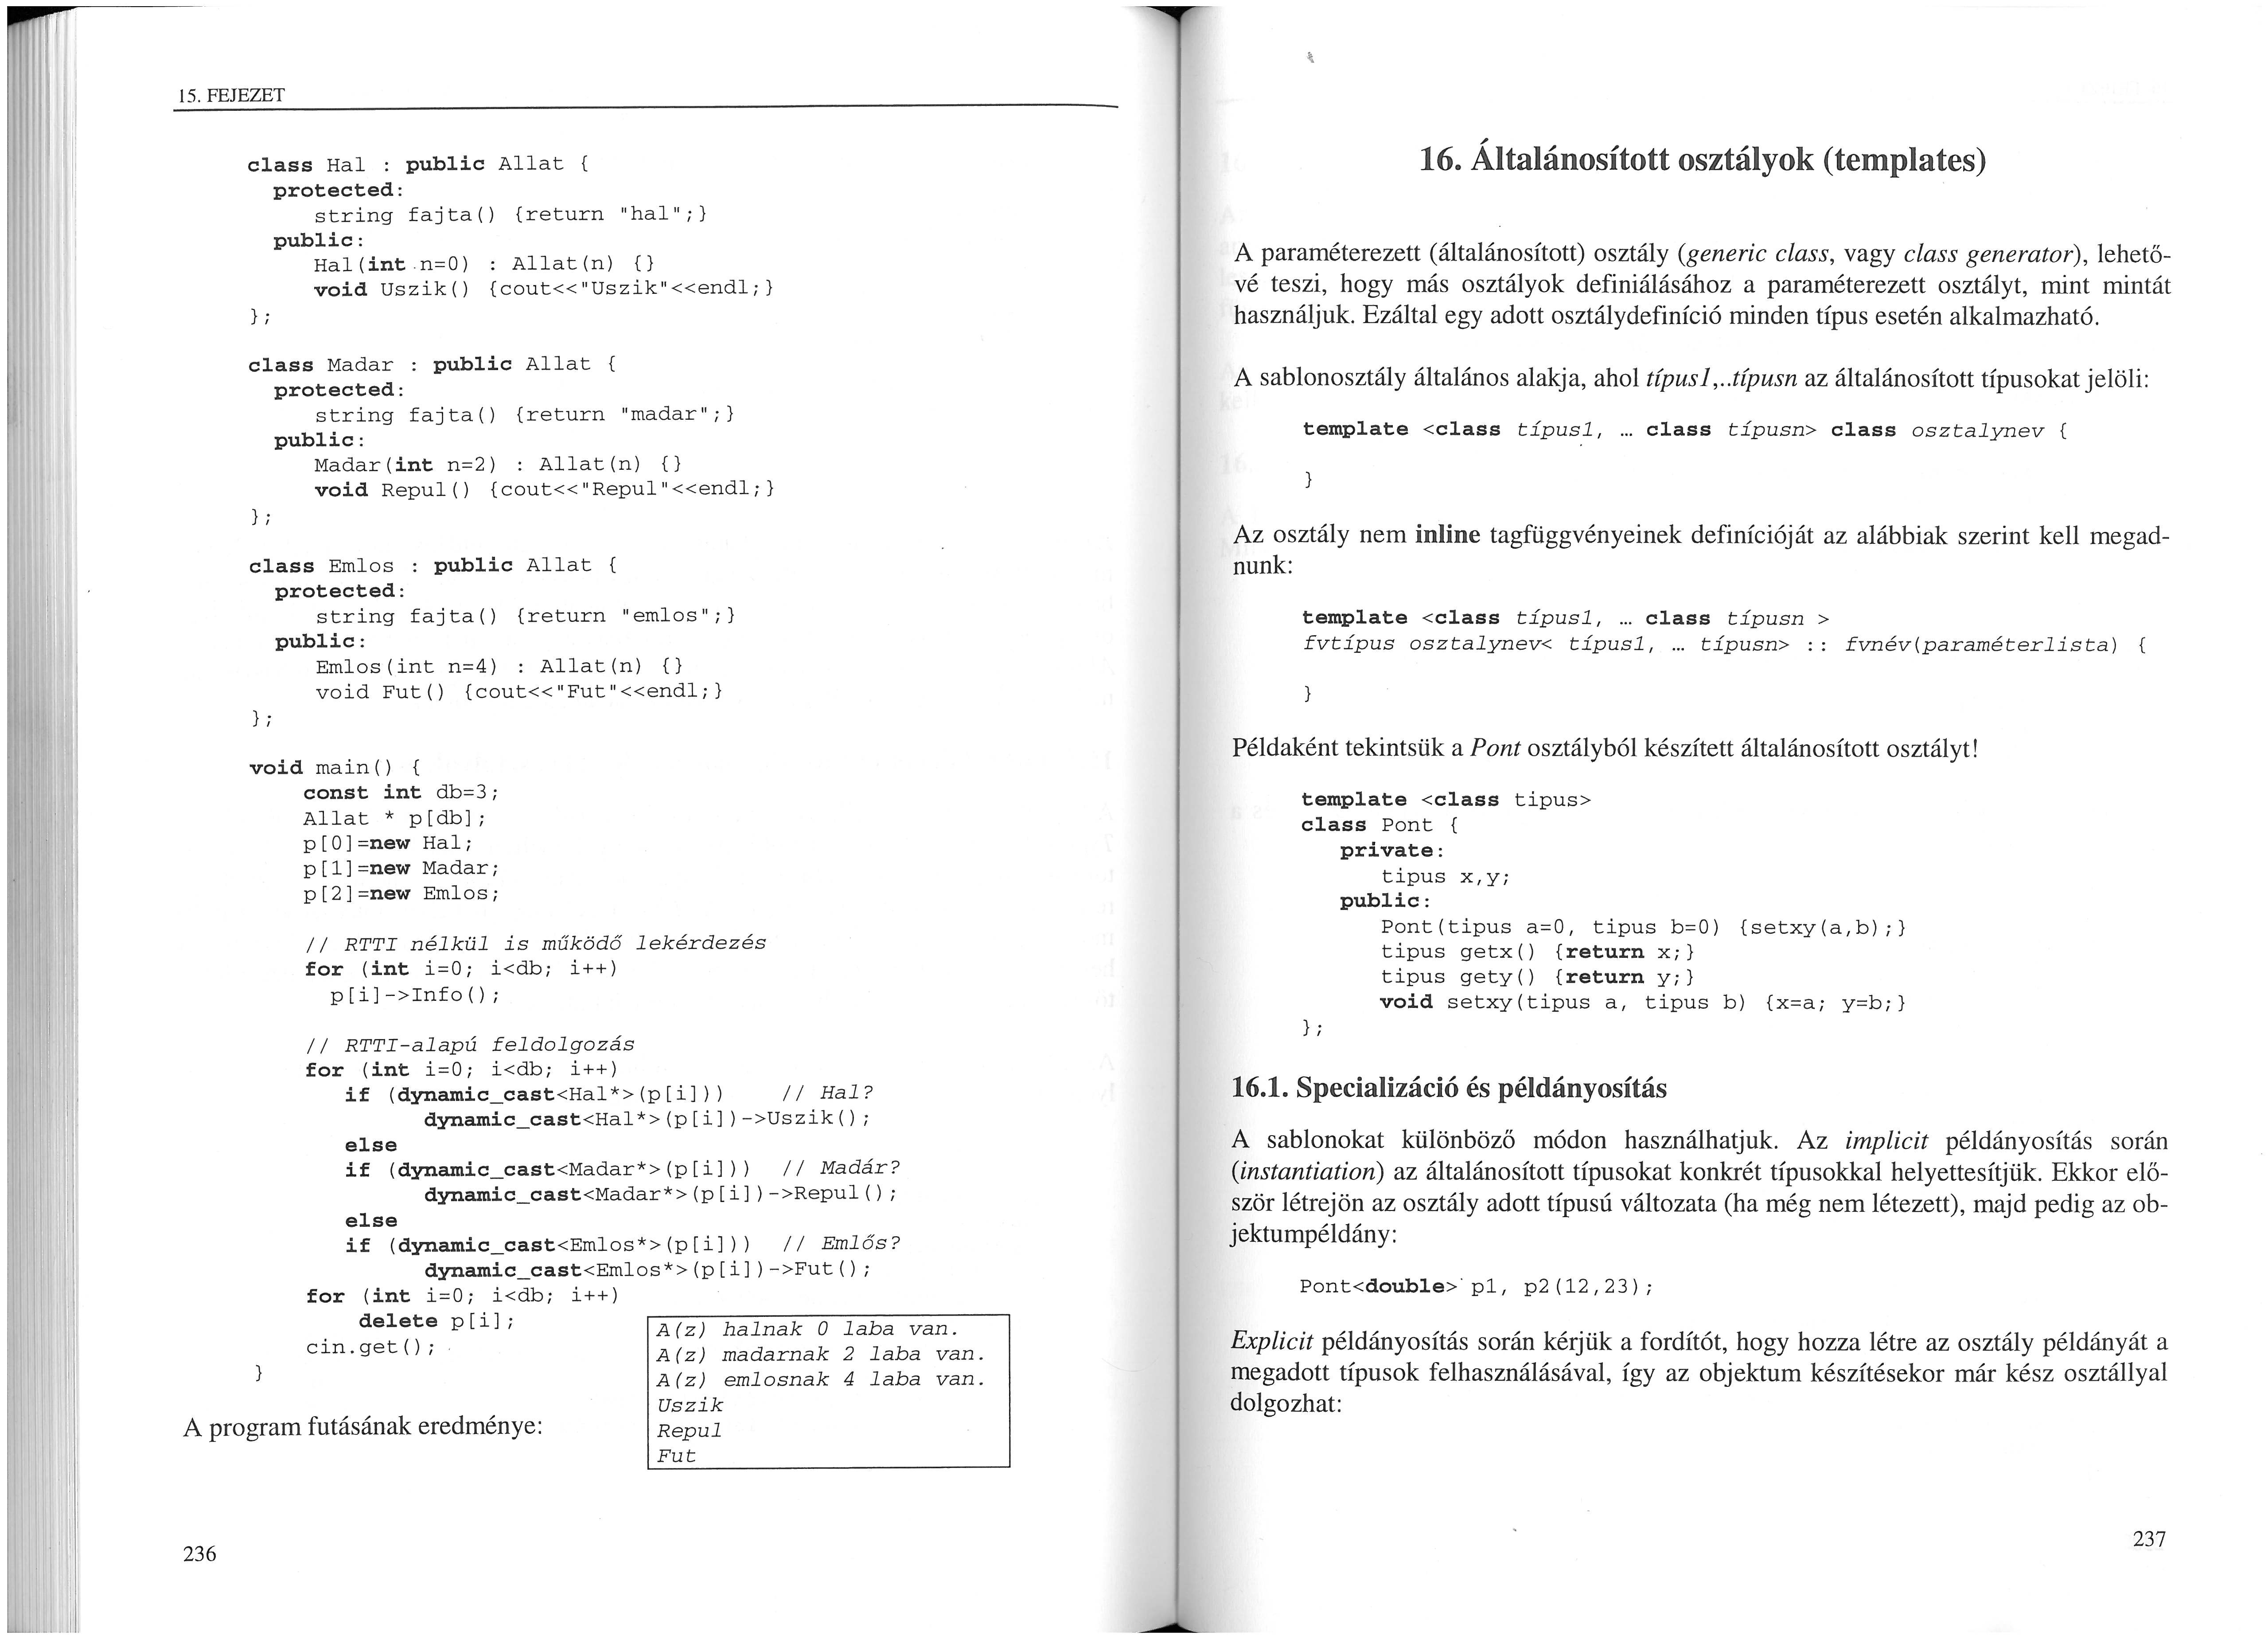 15. FEJEZET
class Hal : public Allat {
protected:
string fajta() {return "hal";}
public:
Hal(int n=0) : Allat(n) {}
void Uszik() {cout<<"Uszik"<<endl;}
};
class Madar : public Allat {
protected:
string fajta() {return "madar";}
public:
Madar(int n=2) : Allat(n) {}
void Repul() {cout<<"Repul"<<endl;}
};
class Emlos : public Allat {
protected:
string fajta() {return "emlos";}
public:
Emlos(int n=4) : Allat(n) {}
void Fut() {cout<<"Fut"<<endl;}
};
void main() {
const int db=3;
Allat * p[db];
p[0]=new Hal;
p[1]=new Madar;
p[2]=new Emlos;
// RTTI nélkül is működő lekérdezés
for (int i=0; i<db; i++)
p[i]->Info();
// RTTI-alapú feldolgozás
for (int i=0; i<db; i++)
if (dynamic_cast<Hal*>(p[i])) // Hal?
dynamic_cast<Hal*>(p[i])->Uszik();
else
if (dynamic_cast<Madar*>(p[i])) // Madár?
dynamic_cast<Madar*>(p[i])->Repul();
else
if (dynamic_cast<Emlos*>(p[i])) // Emlős?
dynamic_cast<Emlos*>(p[i])->Fut();
for (int i=0; i<db; i++)
delete p[i];
cin.get();
}
A program futásának eredménye:
A(z) halnak 0 laba van.
A(z) madarnak 2 laba van.
A(z) emlosnak 4 laba van.
Uszik
Repul
Fut
236
16. Általánosított osztályok (templates)
A paraméterezett (általánosított) osztály (generic class, vagy class generator), lehető-
vé teszi, hogy más osztályok definiálásához a paraméterezett osztályt, mint mintát
használjuk. Ezáltal egy adott osztálydefiníció minden típus esetén alkalmazható.
A sablonosztály általános alakja, ahol típus1,..típusn az általánosított típusokat jelöli:
template <class típus1, … class típusn> class osztalynev {
}
Az osztály nem inline tagfüggvényeinek definícióját az alábbiak szerint kell megad-
nunk:
template <class típus1, … class típusn >
fvtípus osztalynev< típus1, … típusn> :: fvnév(paraméterlista) {
}
Példaként tekintsük a Pont osztályból készített általánosított osztályt!
template <class tipus>
class Pont {
private:
tipus x,y;
public:
Pont(tipus a=0, tipus b=0) {setxy(a,b);}
tipus getx() {return x;}
tipus gety() {return y;}
void setxy(tipus a, tipus b) {x=a; y=b;}
};
16.1. Specializáció és példányosítás
A sablonokat különböző módon használhatjuk. Az implicit példányosítás során
(instantiation) az általánosított típusokat konkrét típusokkal helyettesítjük. Ekkor elő-
ször létrejön az osztály adott típusú változata (ha még nem létezett), majd pedig az ob-
jektumpéldány:
Pont<double> p1, p2(12,23);
Explicit példányosítás során kérjük a fordítót, hogy hozza létre az osztály példányát a
megadott típusok felhasználásával, így az objektum készítésekor már kész osztállyal
dolgozhat:
237